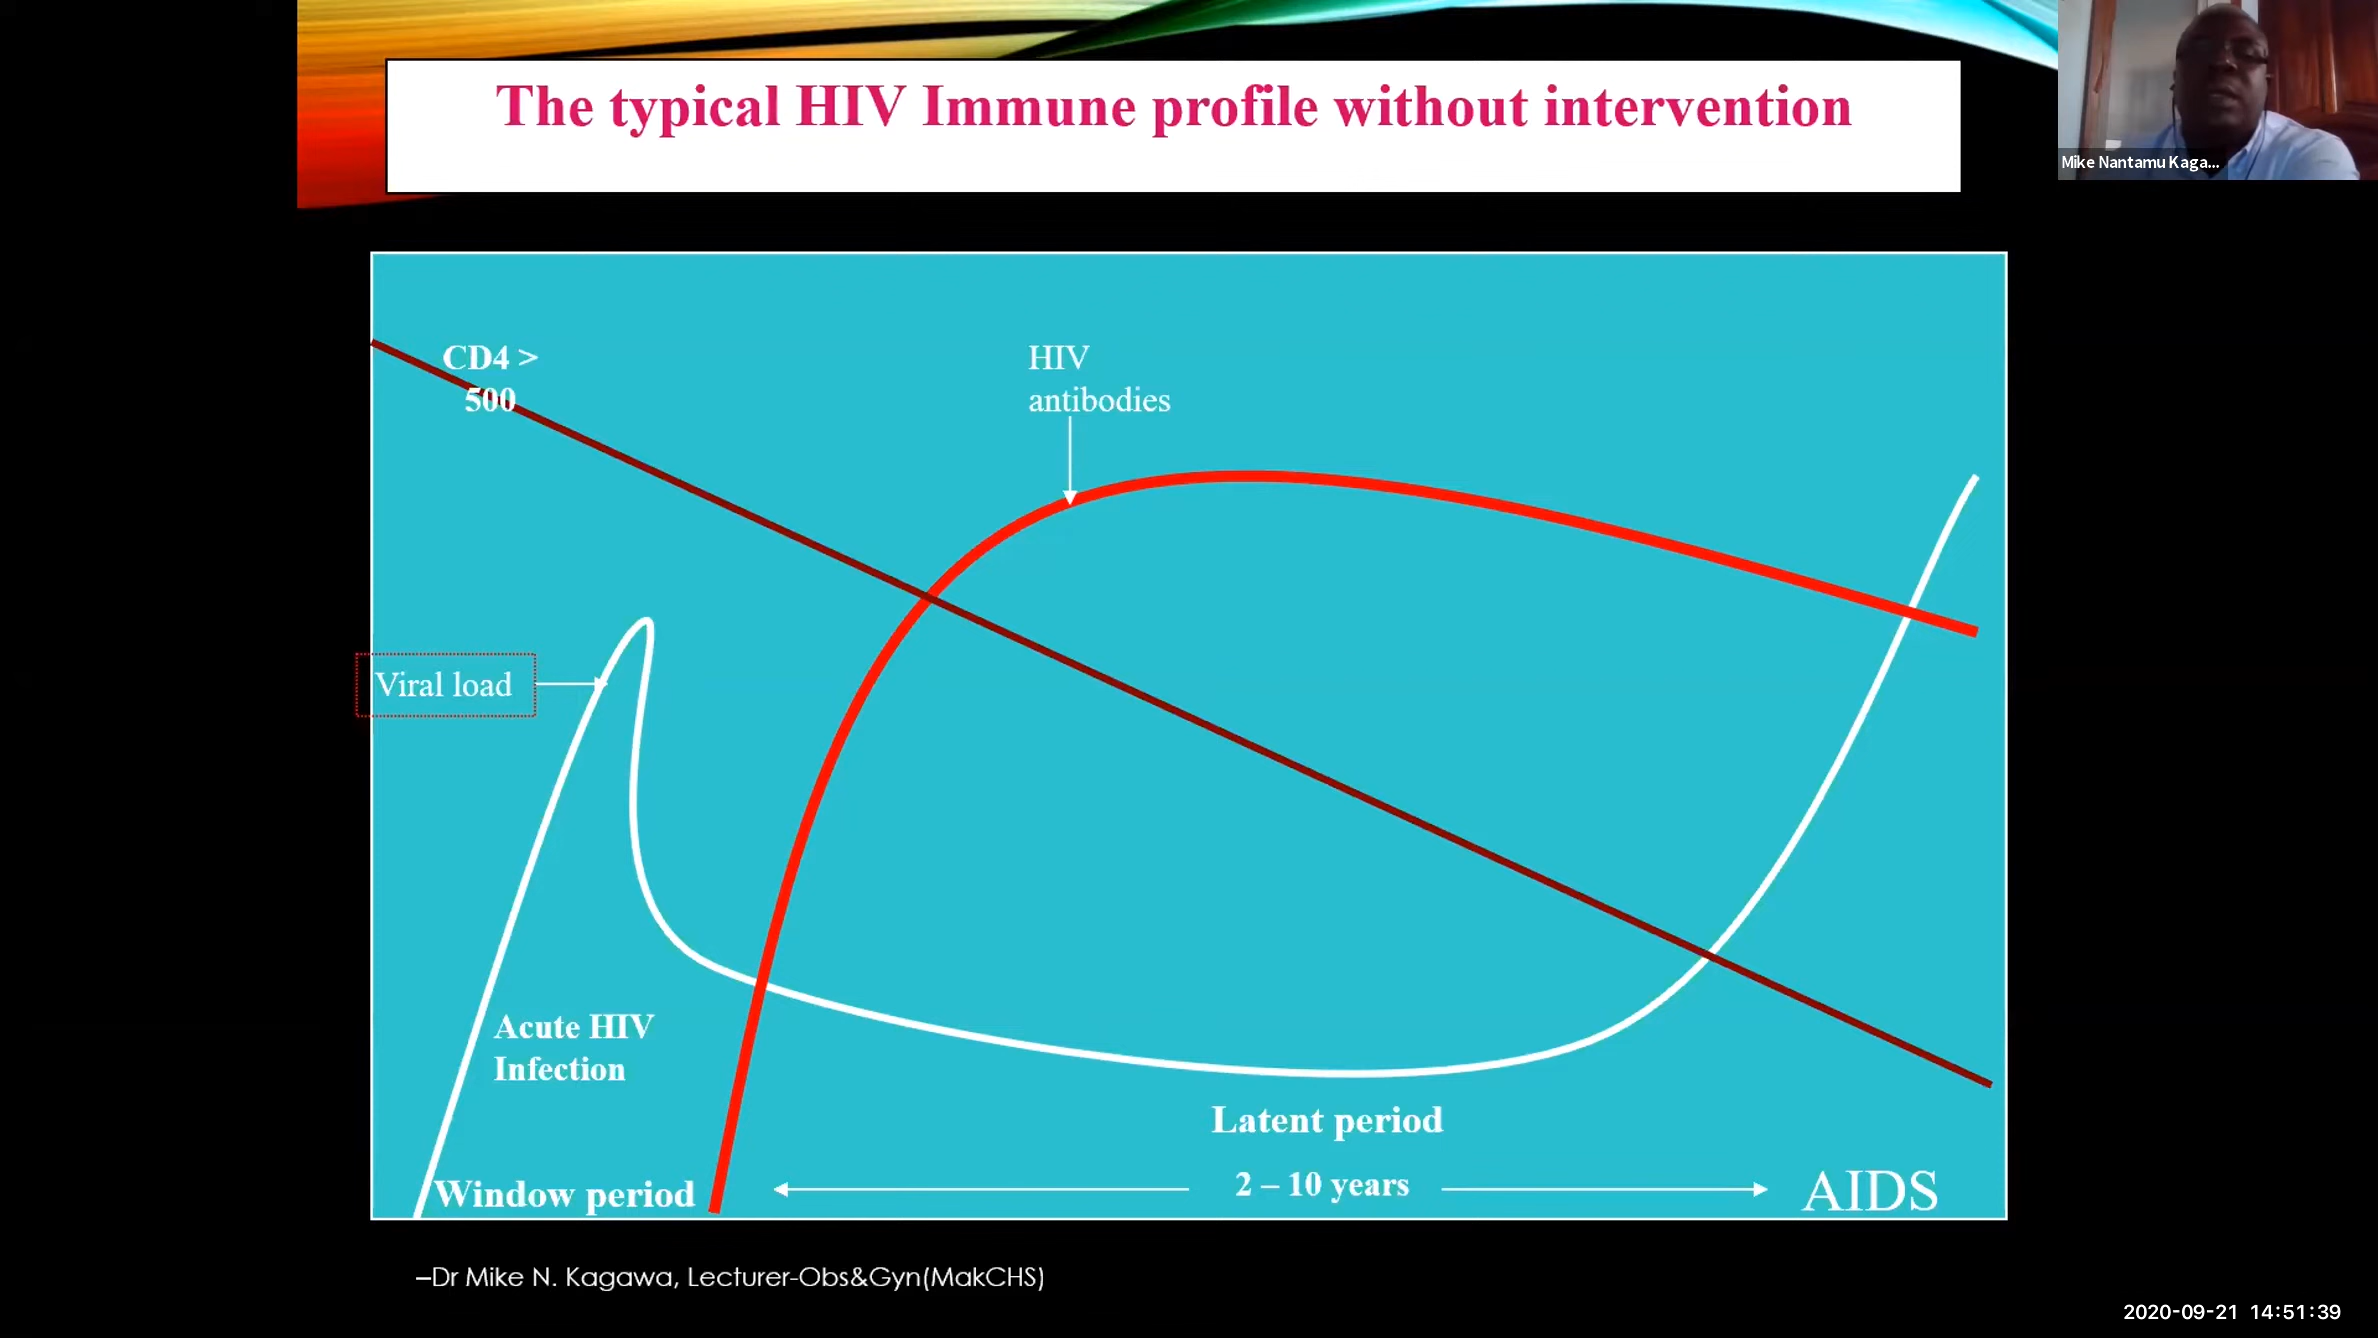 The typical HIV Immune profile without intervention
Mike Nantamu Kaga...
CD4 >
500
HIV
antibodies
Viral load
Acute HIV
Infection
Latent period
Window period
2 – 10 years
AIDS
–Dr Mike N. Kagawa, Lecturer-Obs&Gyn(MakCHS)
2020-09-21 14:51:39